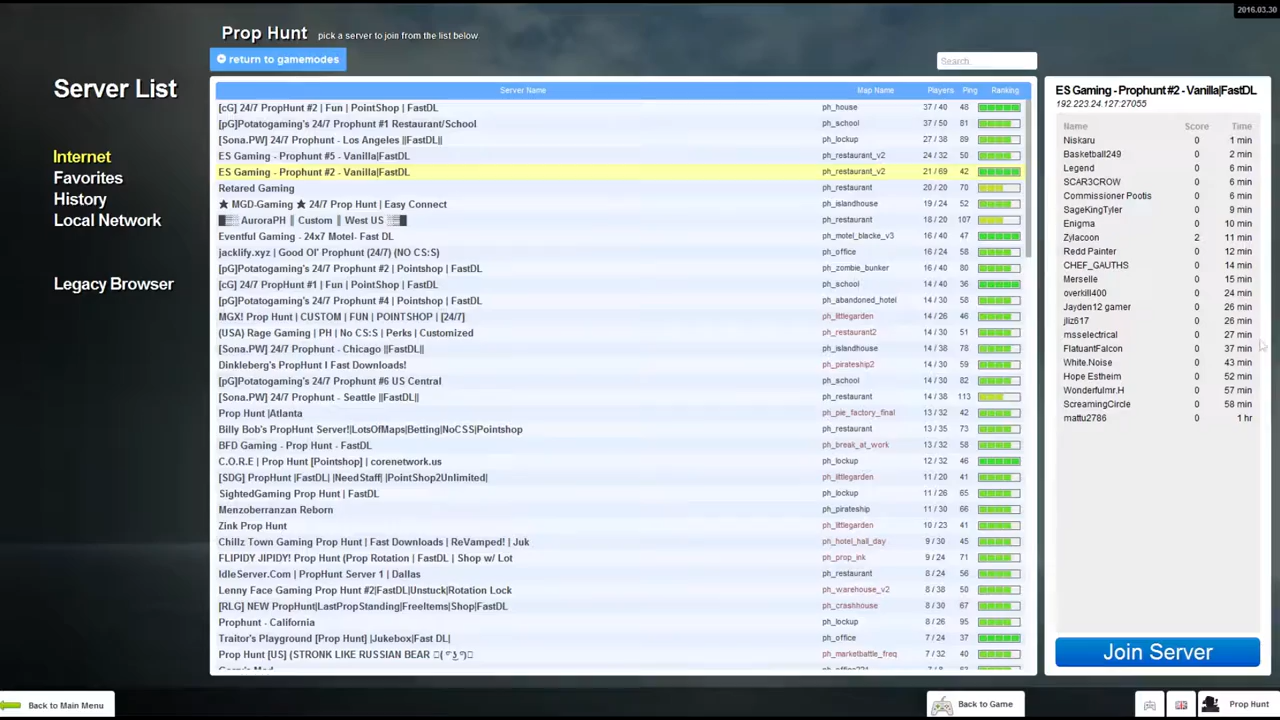 2016.03.30
Prop Hunt pick a server to join from the list below
return to gamemodes
Search...
Server List
Internet
Favorites
History
Local Network
Legacy Browser
Server Name Map Name Players Ping Ranking
[cG] 24/7 PropHunt #2 | Fun | PointShop | FastDL ph_house 37 / 40 48
[pG]Potatogaming's 24/7 Prophunt #1 Restaurant/School ph_school 37 / 50 81
[Sona.PW] 24/7 Prophunt - Los Angeles ||FastDL|| ph_lockup 27 / 38 89
ES Gaming - Prophunt #5 - Vanilla|FastDL ph_restaurant_v2 24 / 32 50
ES Gaming - Prophunt #2 - Vanilla|FastDL ph_restaurant_v2 21 / 69 42
Retared Gaming ph_restaurant 20 / 20 70
★ MGD-Gaming ★ 24/7 Prop Hunt | Easy Connect ph_islandhouse 19 / 24 52
AuroraPH ║ Custom ║ West US ph_restaurant 18 / 20 107
Eventful Gaming - 24x7 Motel- Fast DL ph_motel_blacke_v3 16 / 40 47
jacklify.xyz | Good Ol' Prophunt (24/7) (NO CS:S) ph_office 16 / 24 58
[pG]Potatogaming's 24/7 Prophunt #2 | Pointshop | FastDL ph_zombie_bunker 16 / 40 80
[cG] 24/7 PropHunt #1 | Fun | PointShop | FastDL ph_school 14 / 40 36
[pG]Potatogaming's 24/7 Prophunt #4 | Pointshop | FastDL ph_abandoned_hotel 14 / 30 58
MGX! Prop Hunt | CUSTOM | FUN | POINTSHOP | [24/7] ph_littlegarden 14 / 26 46
(USA) Rage Gaming | PH | No CS:S | Perks | Customized ph_restaurant2 14 / 30 51
[Sona.PW] 24/7 Prophunt - Chicago ||FastDL|| ph_islandhouse 14 / 38 78
Dinkleberg's PropHunt I Fast Downloads! ph_pirateship2 14 / 30 59
[pG]Potatogaming's 24/7 Prophunt #6 US Central ph_school 14 / 30 82
[Sona.PW] 24/7 Prophunt - Seattle ||FastDL|| ph_restaurant 14 / 38 113
Prop Hunt |Atlanta ph_pie_factory_final 13 / 32 42
Billy Bob's PropHunt Server!|LotsOfMaps|Betting|NoCSS|Pointshop ph_restaurant 13 / 35 73
BFD Gaming - Prop Hunt - FastDL ph_break_at_work 13 / 32 58
C.O.R.E | Prop Hunt [Pointshop] | corenetwork.us ph_lockup 12 / 32 46
[SDG] PropHunt |FastDL| |NeedStaff| |PointShop2Unlimited| ph_littlegarden 11 / 20 41
SightedGaming Prop Hunt | FastDL ph_lockup 11 / 26 65
Menzoberranzan Reborn ph_pirateship 11 / 30 66
Zink Prop Hunt ph_littlegarden 10 / 23 41
Chillz Town Gaming Prop Hunt | Fast Downloads | ReVamped! | Juk ph_hotel_hall_day 9 / 30 45
FLIPIDY JIPIDY! Prop Hunt (Prop Rotation | FastDL | Shop w/ Lot ph_prop_ink 9 / 24 71
IdleServer.Com | PropHunt Server 1 | Dallas ph_restaurant 8 / 24 56
Lenny Face Gaming Prop Hunt #2|FastDL|Unstuck|Rotation Lock ph_warehouse_v2 8 / 38 50
[RLG] NEW PropHunt|LastPropStanding|FreeItems|Shop|FastDL ph_crashhouse 8 / 30 67
Prophunt - California ph_lockup 8 / 26 95
Traitor's Playground [Prop Hunt] |Jukebox|Fast DL| ph_office 7 / 24 37
Prop Hunt [US] (STRONK LIKE RUSSIAN BEAR ph_marketbattle_freq 7 / 32 40
ES Gaming - Prophunt #2 - Vanilla|FastDL
192.223.24.127:27055
Name Score Time
Niskaru 0 1 min
Basketball249 0 2 min
Legend 0 6 min
SCAR3CROW 0 6 min
Commissioner Pootis 0 6 min
SageKingTyler 0 9 min
Enigma 0 10 min
Zylacoon 2 11 min
Redd Painter 0 12 min
CHEF_GAUTHS 0 14 min
Merselle 0 15 min
overkill400 0 24 min
Jayden12 gamer 0 26 min
jliz617 0 26 min
msselectrical 0 27 min
FlatuantFalcon 0 37 min
White.Noise 0 43 min
Hope Estheim 0 52 min
Wonderfulmr.H 0 57 min
ScreamingCircle 0 58 min
mattu2786 0 1 hr
Join Server
Back to Main Menu
Back to Game
Prop Hunt